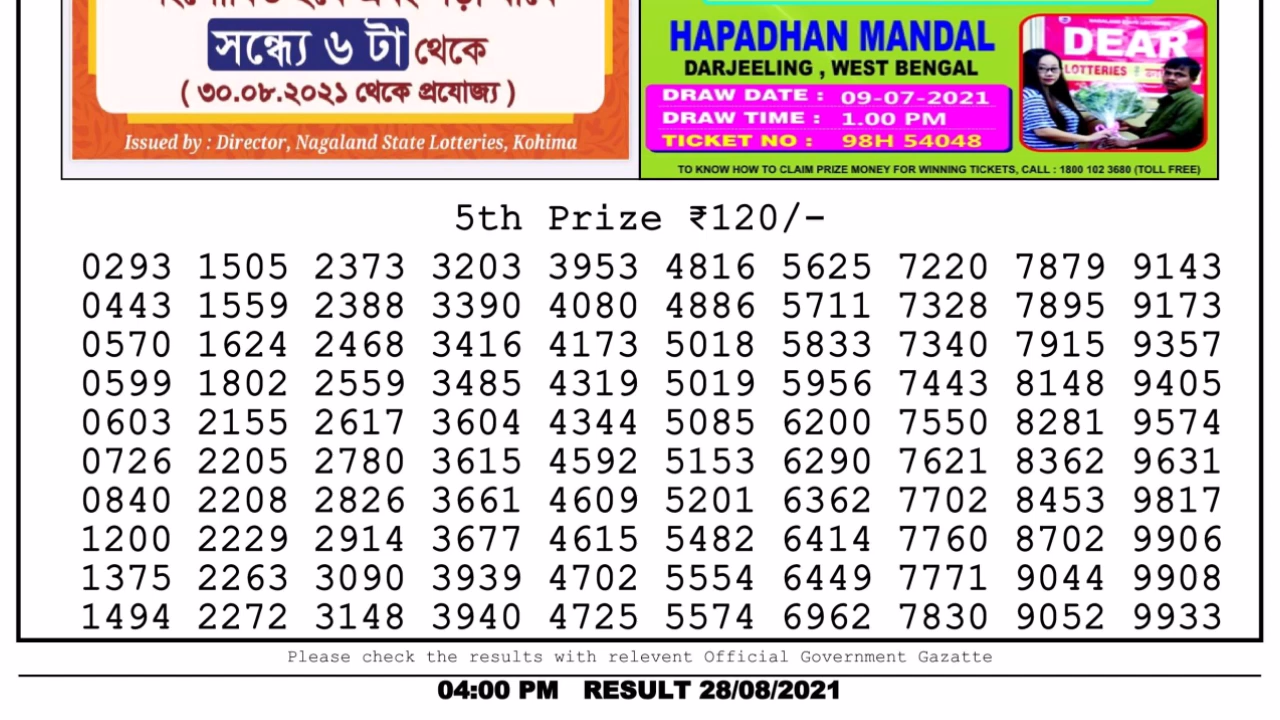 সন্ধ্যে ৬ টা থেকে
( ৩০.০৮.২০২১ থেকে প্রযোজ্য )
Issued by : Director, Nagaland State Lotteries, Kohima
HAPADHAN MANDAL
DARJEELING , WEST BENGAL
DRAW DATE : 09-07-2021
DRAW TIME : 1.00 PM
TICKET NO : 98H 54048
NAGALAND STATE LOTTERIES
DEAR
LOTTERIES
TO KNOW HOW TO CLAIM PRIZE MONEY FOR WINNING TICKETS, CALL : 1800 102 3680 (TOLL FREE)
5th Prize ₹120/-
0293 1505 2373 3203 3953 4816 5625 7220 7879 9143
0443 1559 2388 3390 4080 4886 5711 7328 7895 9173
0570 1624 2468 3416 4173 5018 5833 7340 7915 9357
0599 1802 2559 3485 4319 5019 5956 7443 8148 9405
0603 2155 2617 3604 4344 5085 6200 7550 8281 9574
0726 2205 2780 3615 4592 5153 6290 7621 8362 9631
0840 2208 2826 3661 4609 5201 6362 7702 8453 9817
1200 2229 2914 3677 4615 5482 6414 7760 8702 9906
1375 2263 3090 3939 4702 5554 6449 7771 9044 9908
1494 2272 3148 3940 4725 5574 6962 7830 9052 9933
Please check the results with relevent Official Government Gazatte
04:00 PM RESULT 28/08/2021